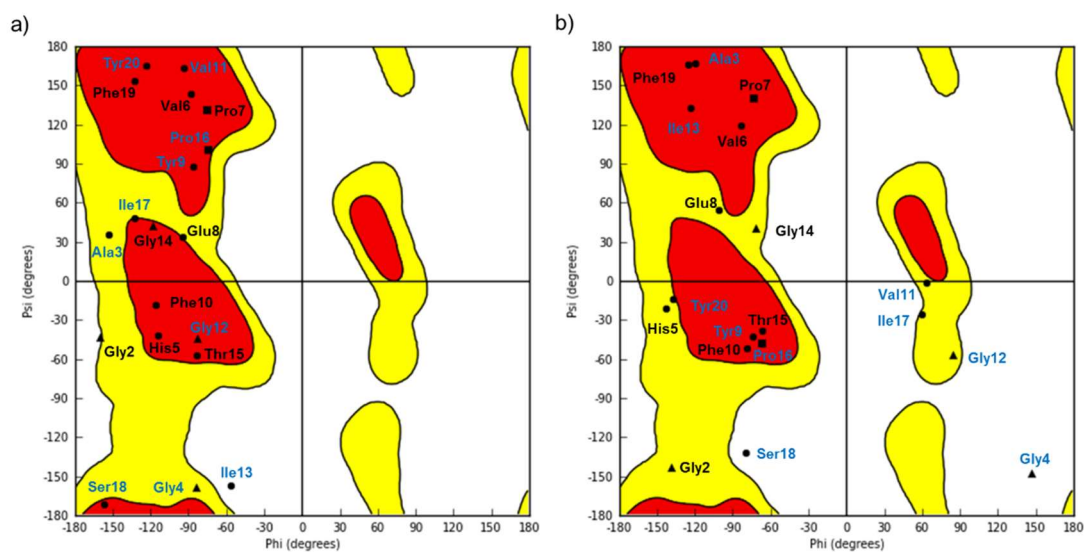 a)
b)
180
150
120
90
60
30
0
-30
-60
-90
-120
-150
-180
Psi (degrees)
Tyr20
Val11
Phe19
Val6
Pro7
Pro16
Tyr9
Ile17
Gly14
Glu8
Ala3
Phe10
Gly12
Gly2
His5
Thr15
Ile13
Ser18
Gly4
-180 -150 -120 -90 -60 -30 0 30 60 90 120 150 180
Phi (degrees)
180
150
120
90
60
30
0
-30
-60
-90
-120
-150
-180
Psi (degrees)
Ala3
Phe19
Pro7
Ile13
Val6
Glu8
Gly14
Tyr20
Val11
His5
Tyr9
Thr15
Ile17
Phe10
Pro16
Gly12
Ser18
Gly2
Gly4
-180 -150 -120 -90 -60 -30 0 30 60 90 120 150 180
Phi (degrees)